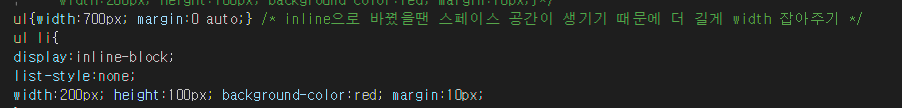 width:200px; height:100px; background-color:red; margin:10px;}*/
ul{width:700px; margin:0 auto;} /* inline으로 바꿨을땐 스페이스 공간이 생기기 때문에 더 길게 width 잡아주기 */
ul li{
display:inline-block;
list-style:none;
width:200px; height:100px; background-color:red; margin:10px;